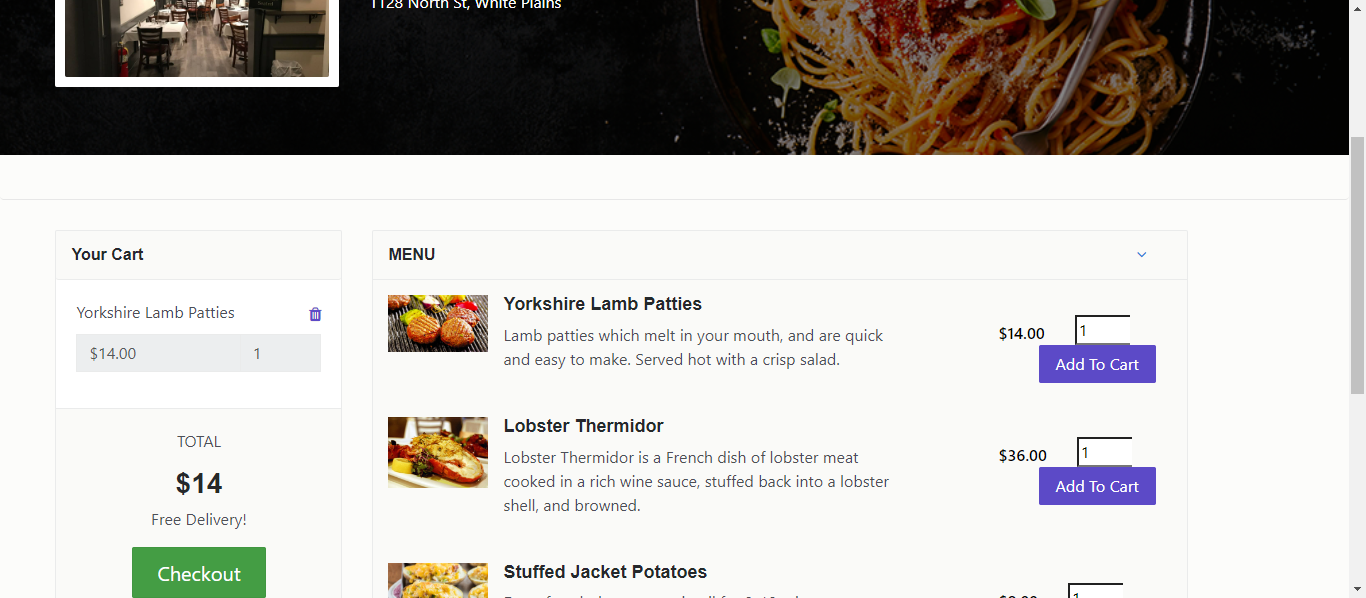 1128 North St, White Plains
Your Cart
Yorkshire Lamb Patties
$14.00 1
TOTAL
$14
Free Delivery!
Checkout
MENU
Yorkshire Lamb Patties
Lamb patties which melt in your mouth, and are quick
and easy to make. Served hot with a crisp salad.
$14.00 1
Add To Cart
Lobster Thermidor
Lobster Thermidor is a French dish of lobster meat
cooked in a rich wine sauce, stuffed back into a lobster
shell, and browned.
$36.00 1
Add To Cart
Stuffed Jacket Potatoes